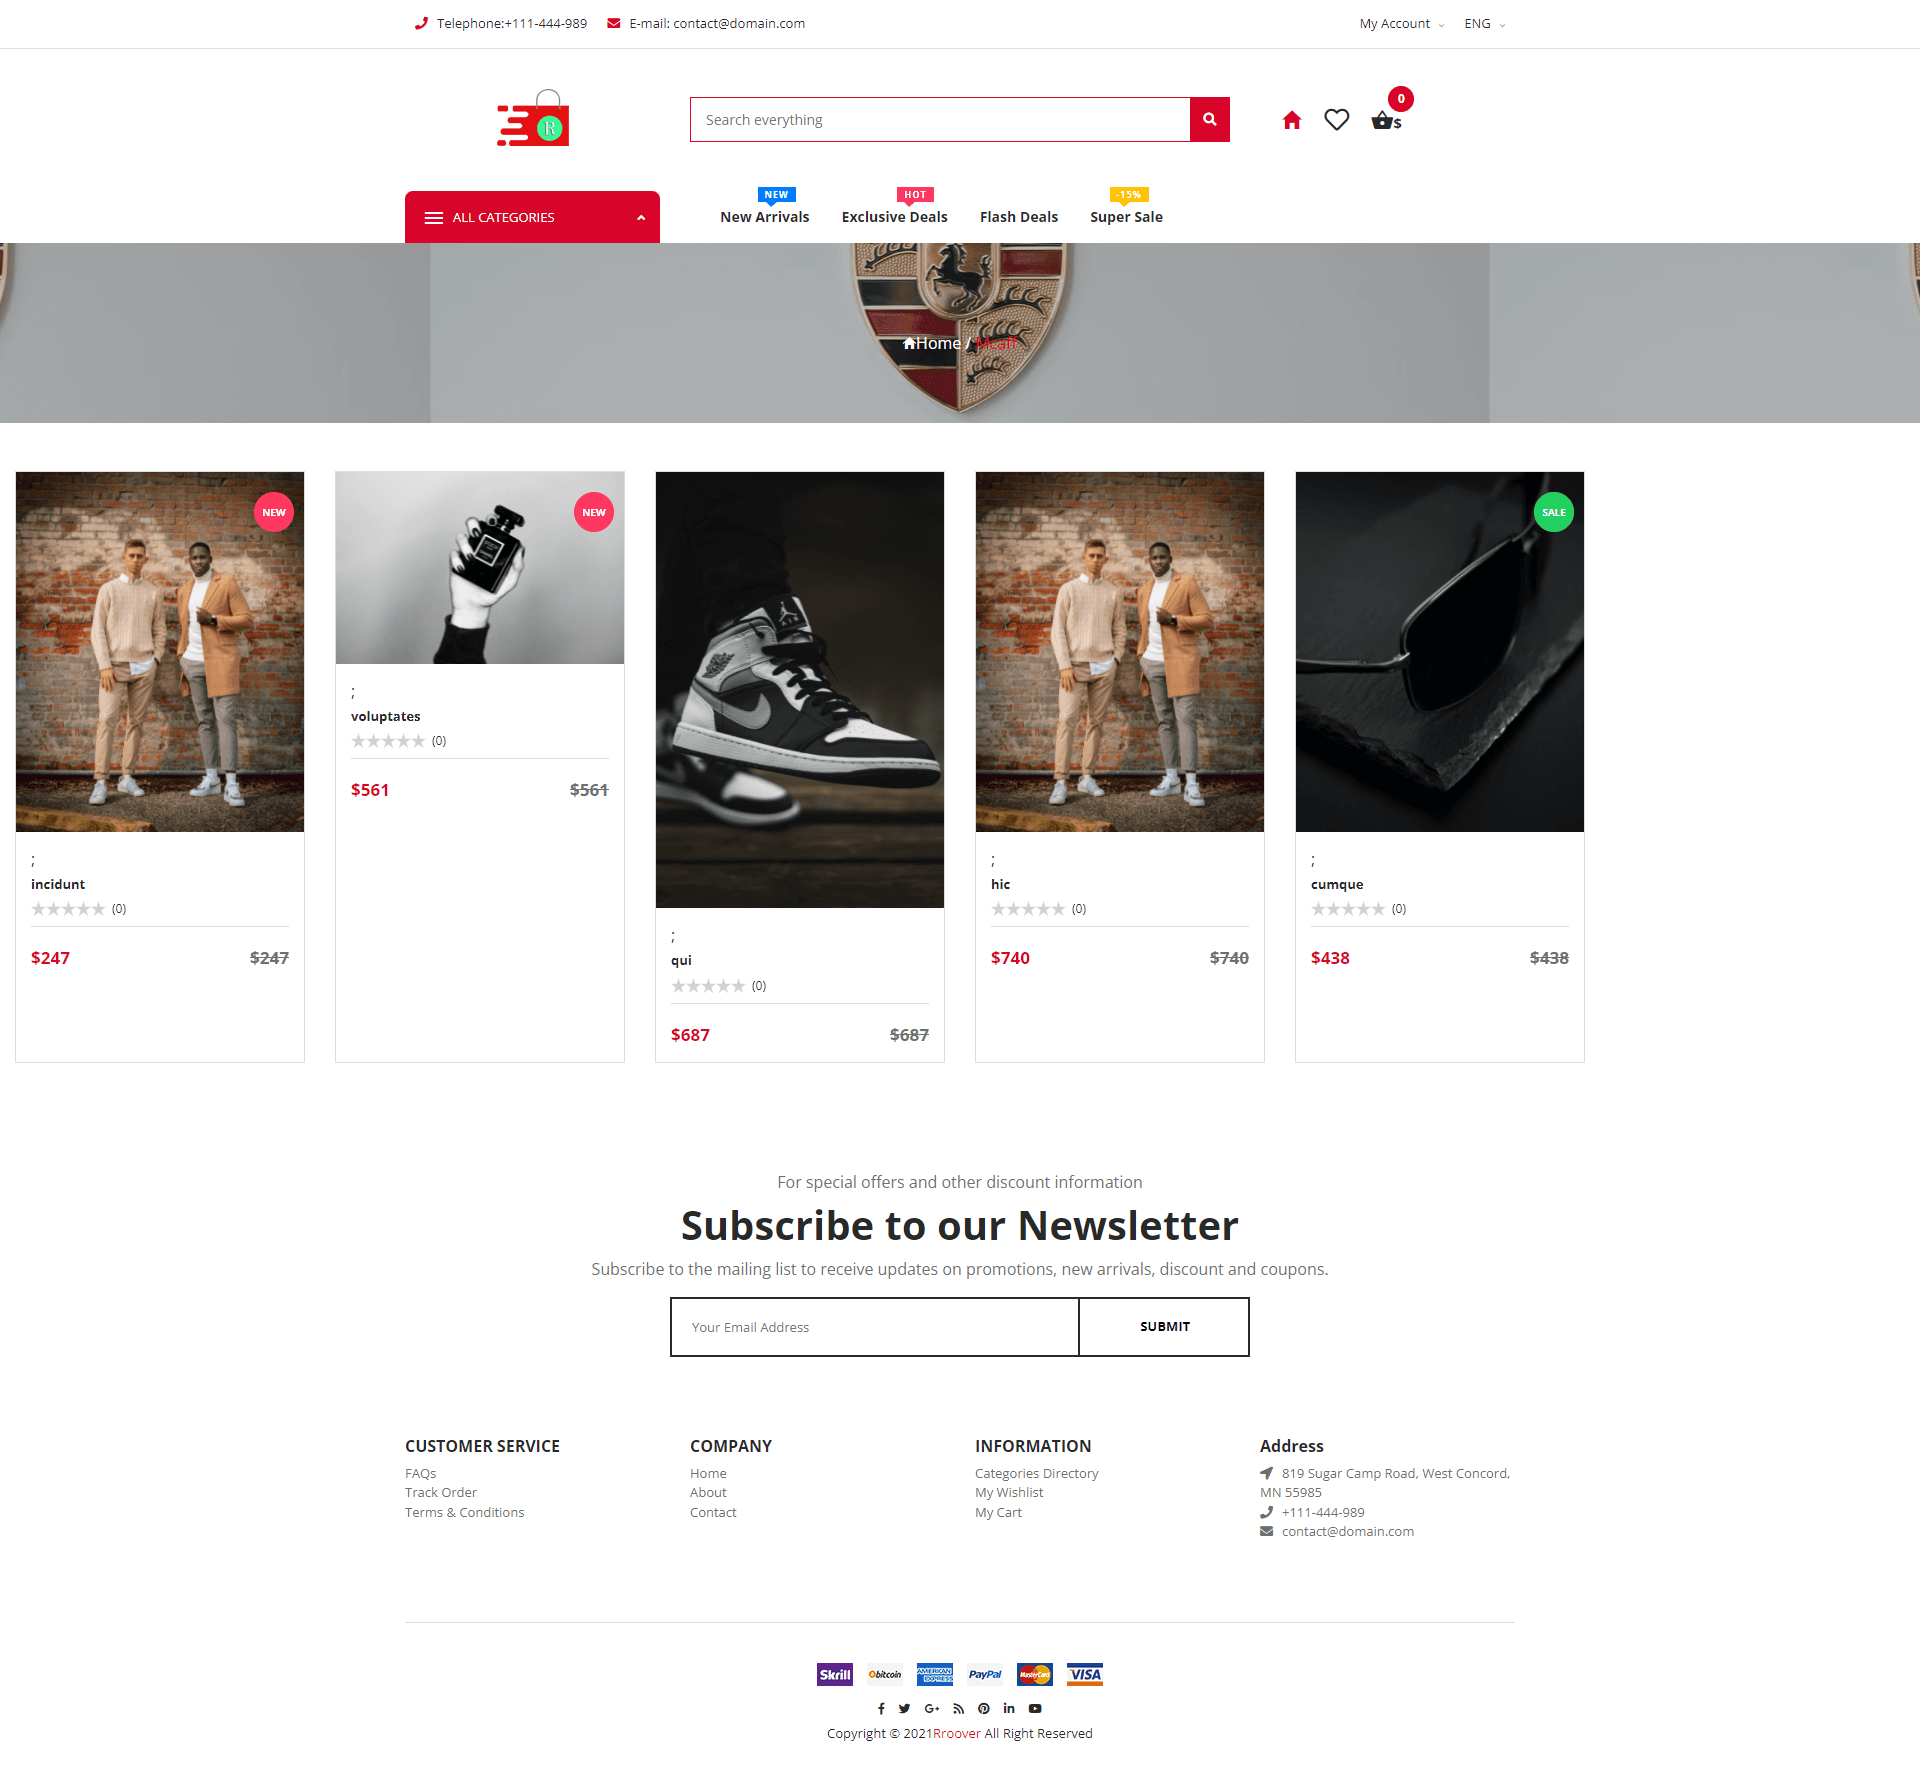 Telephone:+111-444-989
E-mail: contact@domain.com
My Account
ENG
R
Search everything
0
$
ALL CATEGORIES
NEW
New Arrivals
HOT
Exclusive Deals
Flash Deals
-15%
Super Sale
Home / Mcaff
NEW
;
incidunt
(0)
$247 $247
NEW
;
voluptates
(0)
$561 $561
;
qui
(0)
$687 $687
;
hic
(0)
$740 $740
SALE
;
cumque
(0)
$438 $438
For special offers and other discount information
Subscribe to our Newsletter
Subscribe to the mailing list to receive updates on promotions, new arrivals, discount and coupons.
Your Email Address
SUBMIT
CUSTOMER SERVICE
FAQs
Track Order
Terms & Conditions
COMPANY
Home
About
Contact
INFORMATION
Categories Directory
My Wishlist
My Cart
Address
819 Sugar Camp Road, West Concord,
MN 55985
+111-444-989
contact@domain.com
Skrill bitcoin AMERICAN EXPRESS PayPal MasterCard VISA
Copyright © 2021Rroover All Right Reserved